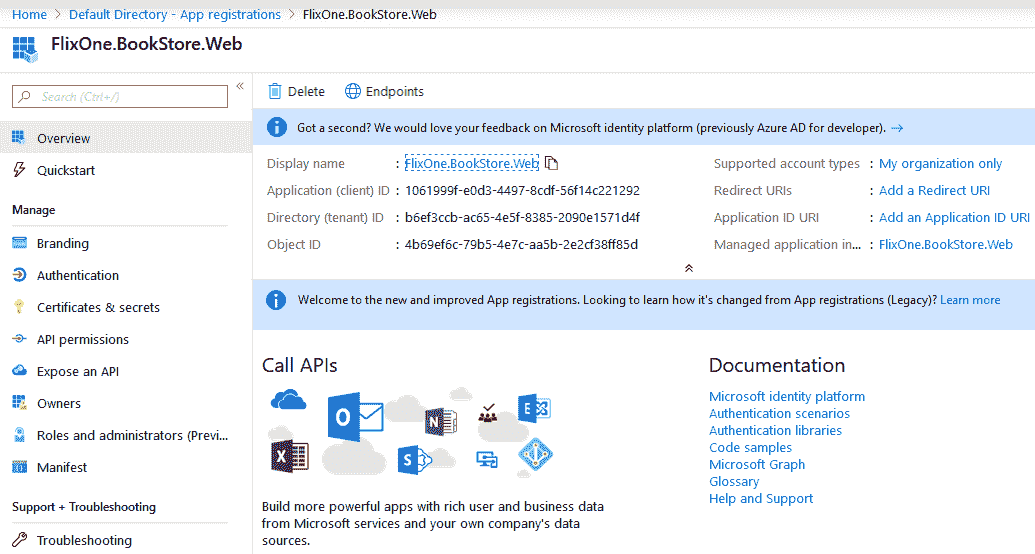 Home > Default Directory - App registrations > FlixOne.BookStore.Web
FlixOne.BookStore.Web
Search (Ctrl+/)
«
Overview
Quickstart
Manage
Branding
Authentication
Certificates & secrets
API permissions
Expose an API
Owners
Roles and administrators (Previ...
Manifest
Support + Troubleshooting
Troubleshooting
Delete Endpoints
Got a second? We would love your feedback on Microsoft identity platform (previously Azure AD for developer). →
Display name : FlixOne.BookStore.Web
Application (client) ID : 1061999f-e0d3-4497-8cdf-56f14c221292
Directory (tenant) ID : b6ef3ccb-ac65-4e5f-8385-2090e1571d4f
Object ID : 4b69ef6c-79b5-4e7c-aa5b-2e2cf38ff85d
Supported account types : My organization only
Redirect URIs : Add a Redirect URI
Application ID URI : Add an Application ID URI
Managed application in... : FlixOne.BookStore.Web
Welcome to the new and improved App registrations. Looking to learn how it's changed from App registrations (Legacy)? Learn more
Call APIs
Build more powerful apps with rich user and business data
from Microsoft services and your own company's data
sources.
Documentation
Microsoft identity platform
Authentication scenarios
Authentication libraries
Code samples
Microsoft Graph
Glossary
Help and Support